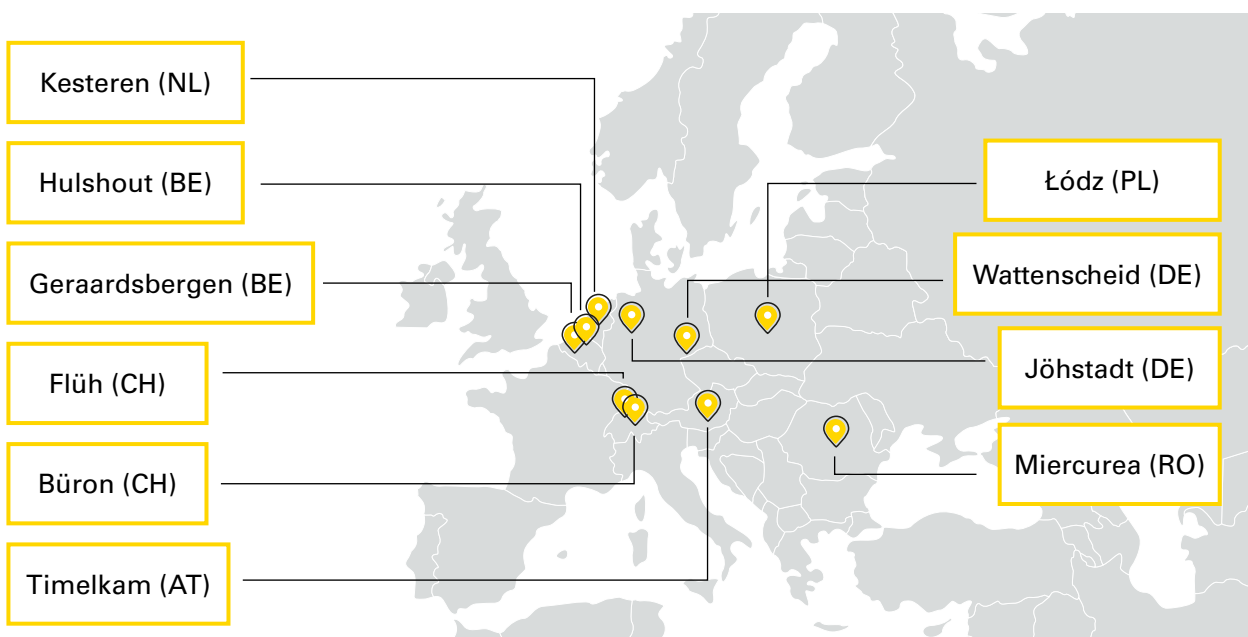 Kesteren (NL)
Hulshout (BE)
Geraardsbergen (BE)
Flüh (CH)
Büron (CH)
Timelkam (AT)
Łódz (PL)
Wattenscheid (DE)
Jöhstadt (DE)
Miercurea (RO)